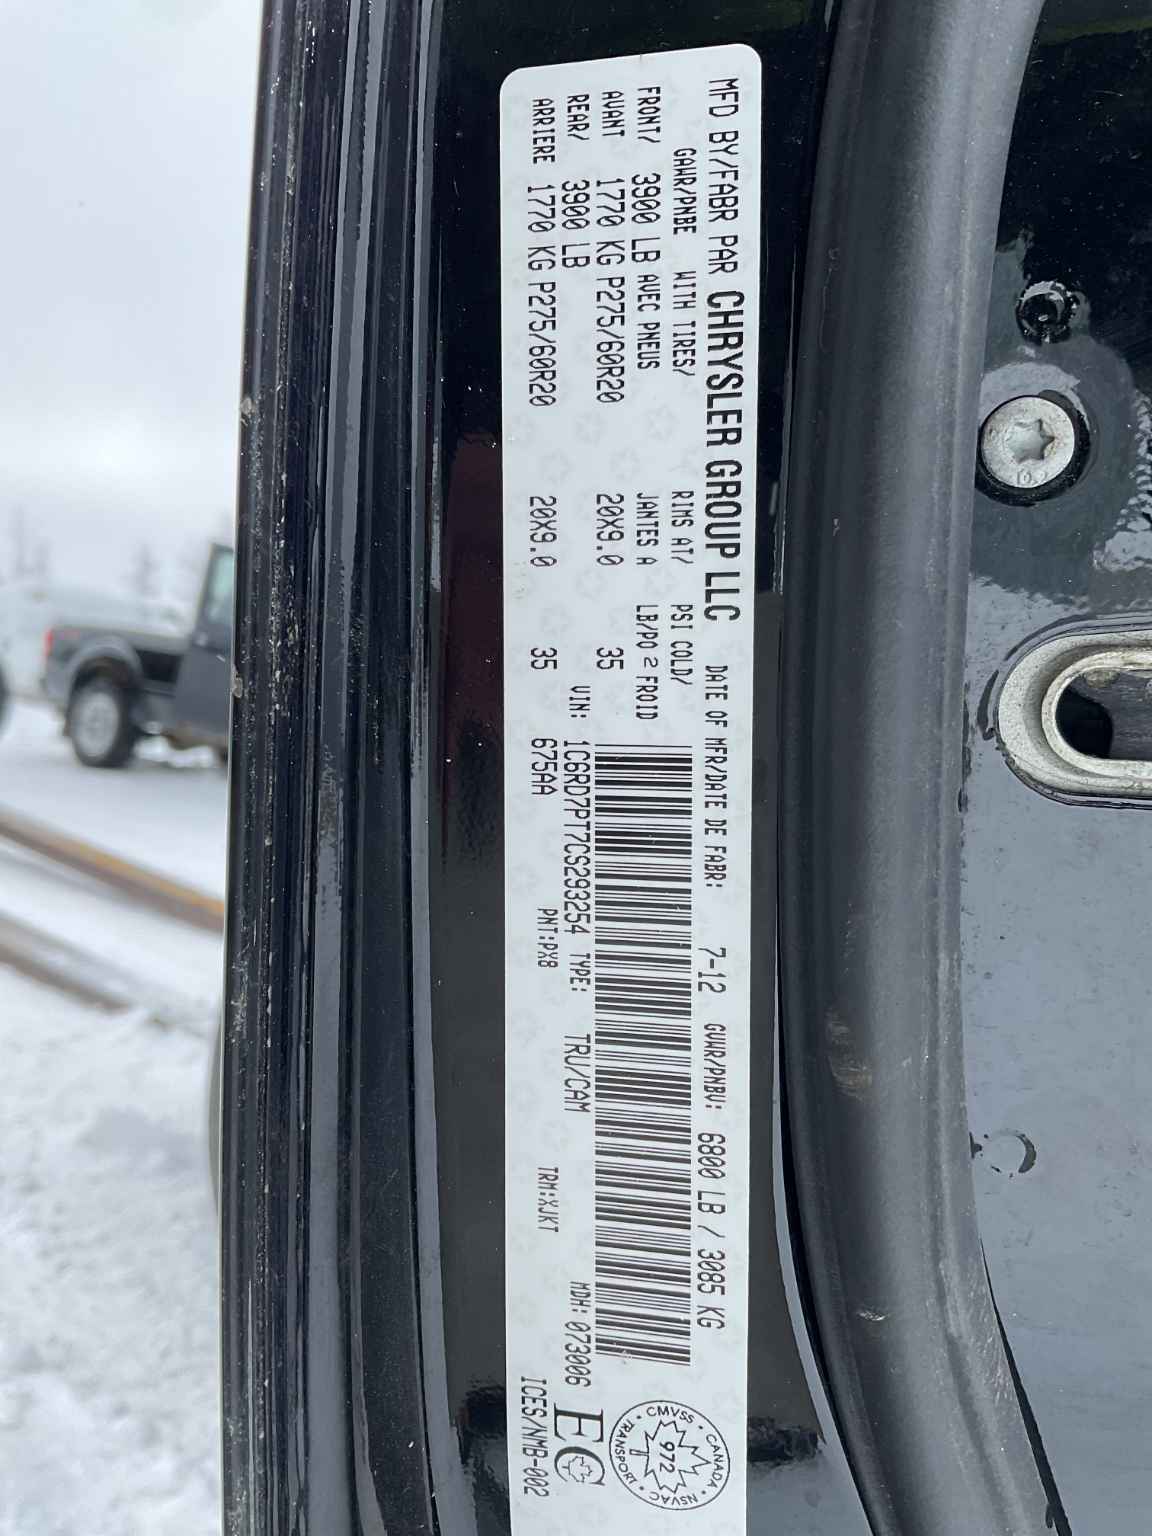 MFD BY/FABR PAR CHRYSLER GROUP LLC DATE OF MFR/DATE DE FABR: 7-12 GVWR/PNBV: 6800 LB / 3085 KG
GAWR/PNBE WITH TIRES/ RIMS AT/ PSI COLD/
FRONT/ 3900 LB AVEC PNEUS JANTES A LB/PO 2 FROID
AVANT 1770 KG P275/60R20 20X9.0 35
REAR/ 3900 LB VIN: 1C6RD7PT7CS293254 TYPE: TRU/CAM MDH: 073006
ARRIERE 1770 KG P275/60R20 20X9.0 35 675AA PNT:PX8 TRM:XJKT ICES/NMB-002
EC
CMVSS · CANADA · NSVAC · TRANSPORT
972